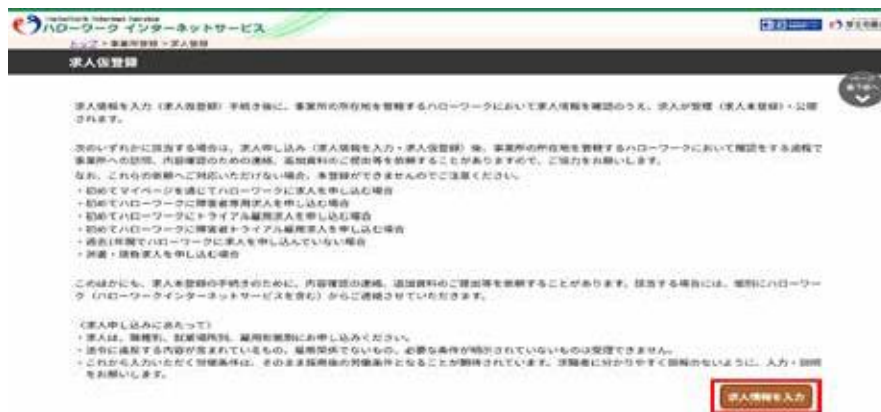 ハローワーク インターネットサービス
トップ > 事業所登録 > 求人登録
求人仮登録
求人情報を入力（求人仮登録）手続き後に、事業所の所在地を管轄するハローワークにおいて求人情報を確認のうえ、求人が受理（求人本登録）・公開
されます。
次のいずれかに該当する場合は、求人申し込み（求人情報を入力・求人仮登録）後、事業所の所在地を管轄するハローワークにおいて確認をする過程で
事業所への訪問、内容確認のための連絡、追加資料のご提出等を依頼することがありますので、ご協力をお願いします。
なお、これらの依頼へご対応いただけない場合、本登録ができませんのでご注意ください。
・初めてマイページを通じてハローワークに求人を申し込む場合
・初めてハローワークに障害者専用求人を申し込む場合
・初めてハローワークにトライアル雇用求人を申し込む場合
・初めてハローワークに障害者トライアル雇用求人を申し込む場合
・過去1年間でハローワークに求人を申し込んでいない場合
・派遣・請負求人を申し込む場合
このほかにも、求人本登録の手続きのために、内容確認の連絡、追加資料のご提出等を依頼することがあります。該当する場合には、個別にハローワー
ク（ハローワークインターネットサービスを含む）からご連絡させていただきます。
（求人申し込みにあたって）
・求人は、職種別、就業場所別、雇用形態別にお申し込みください。
・法令に違反する内容が含まれているもの、雇用関係でないもの、必要な条件が明示されていないものは受理できません。
・これから入力いただく労働条件は、そのまま採用後の労働条件となることが期待されています。求職者に分かりやすく誤解のないように、入力・説明
をお願いします。
求人情報を入力